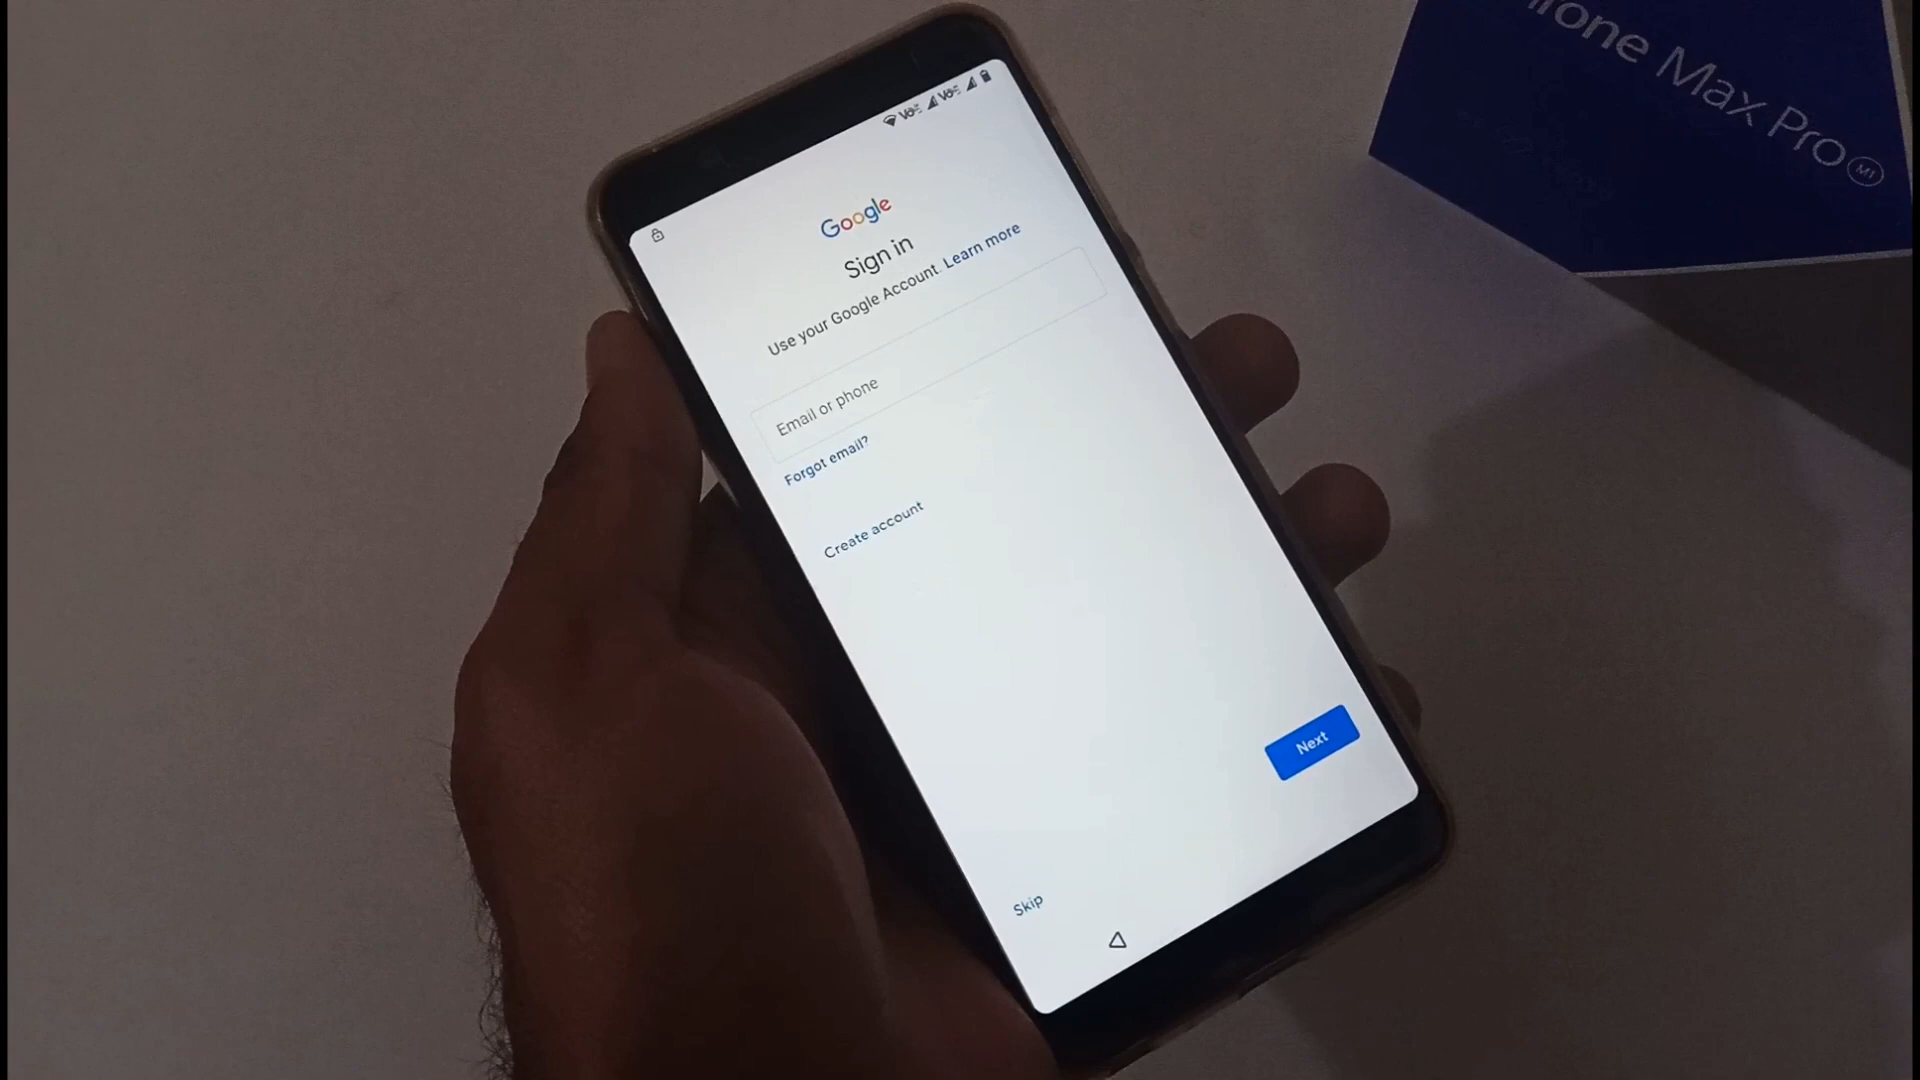 Google
Sign in
Use your Google Account. Learn more
Email or phone
Forgot email?
Create account
Next
Skip
Max Pro M1